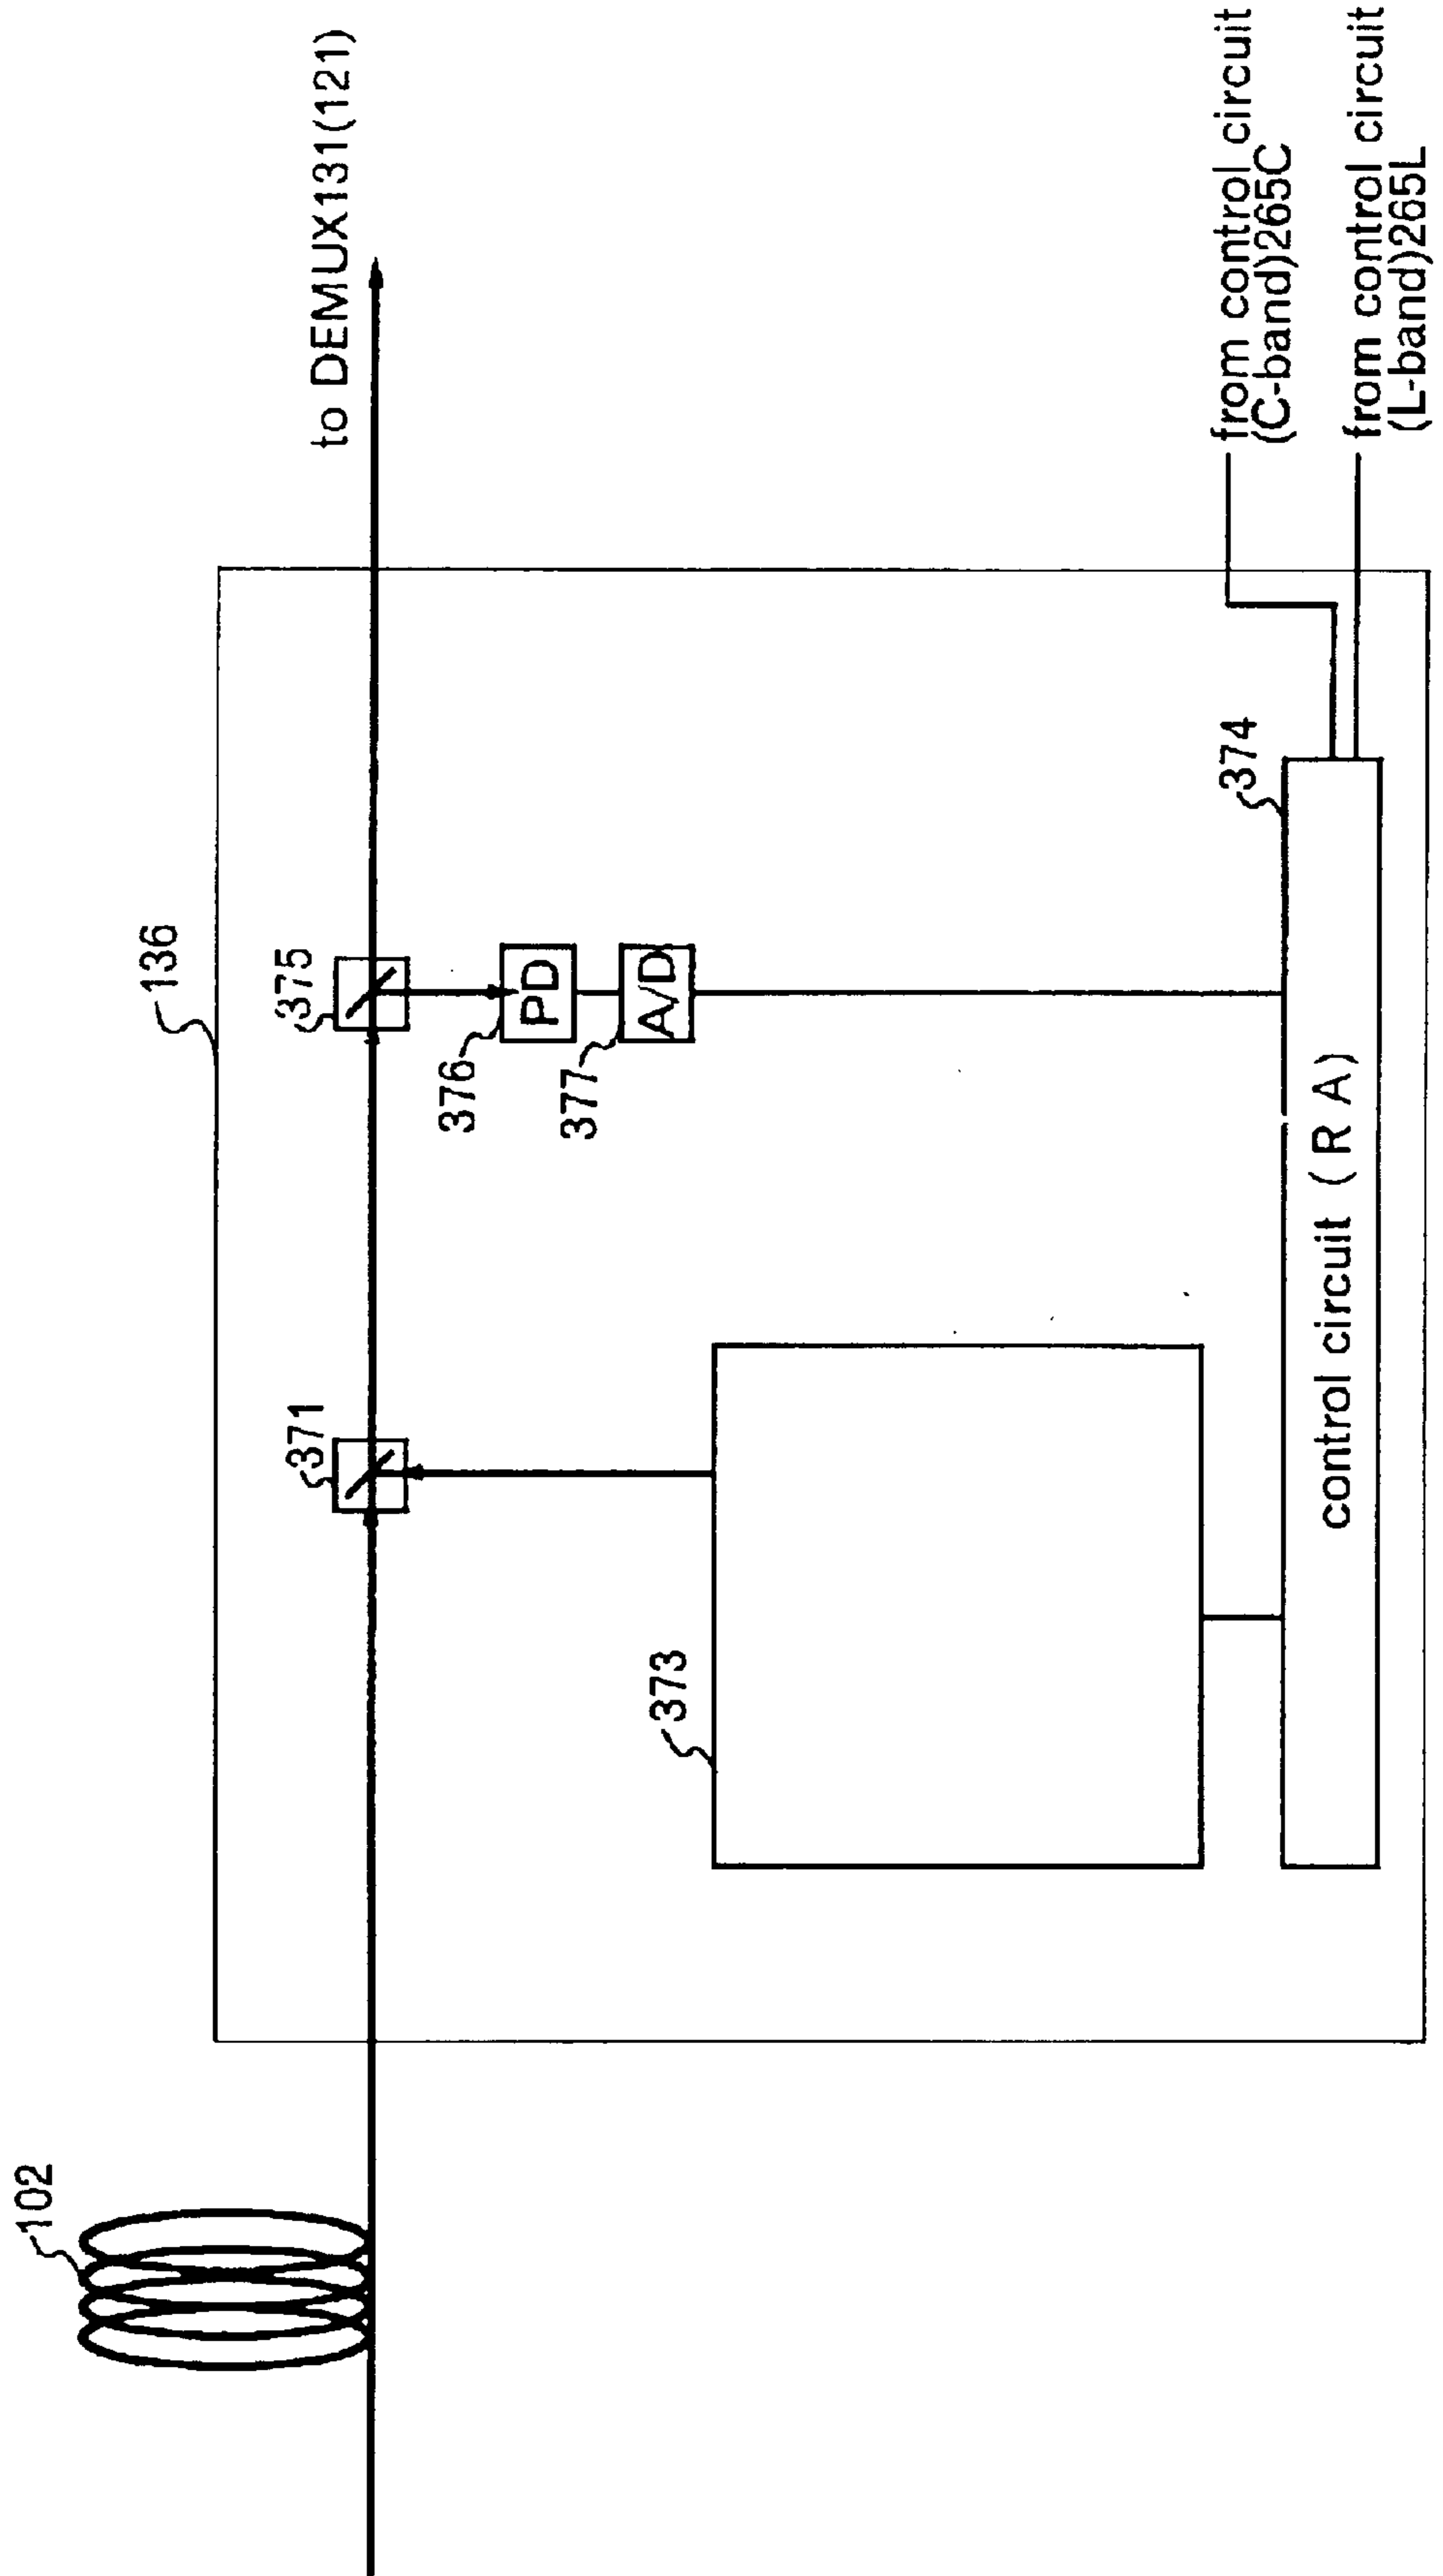 102
136
to DEMUX131(121)
371
375
376
PD
377
A/D
373
374
control circuit ( R A )
from control circuit
(C-band)265C
from control circuit
(L-band)265L